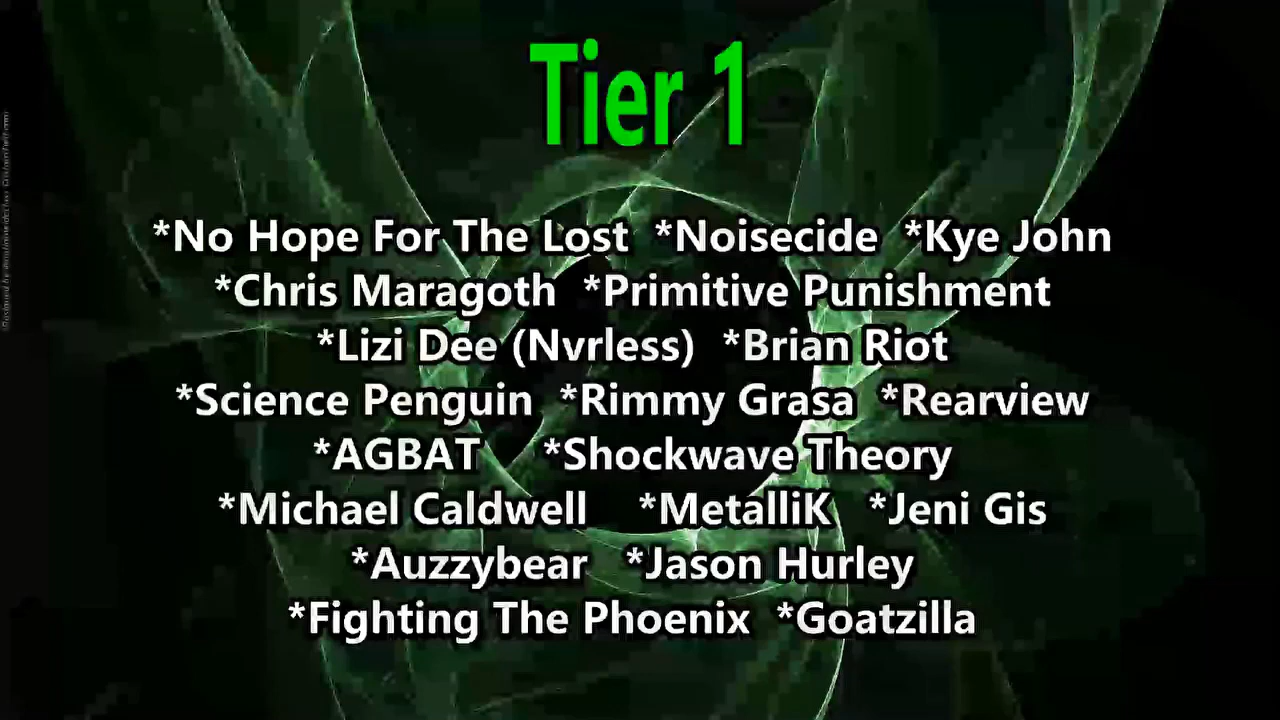 Tier 1
*No Hope For The Lost *Noisecide *Kye John
*Chris Maragoth *Primitive Punishment
*Lizi Dee (Nvrless) *Brian Riot
*Science Penguin *Rimmy Grasa *Rearview
*AGBAT *Shockwave Theory
*Michael Caldwell *MetalliK *Jeni Gis
*Auzzybear *Jason Hurley
*Fighting The Phoenix *Goatzilla